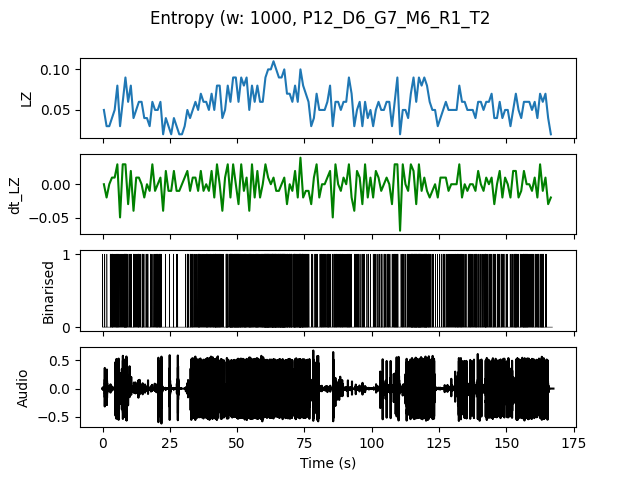 Entropy (w: 1000, P12_D6_G7_M6_R1_T2
0.10
0.05
LZ
0.00
−0.05
dt_LZ
1
0
Binarised
0.5
0.0
−0.5
Audio
0 25 50 75 100 125 150 175
Time (s)